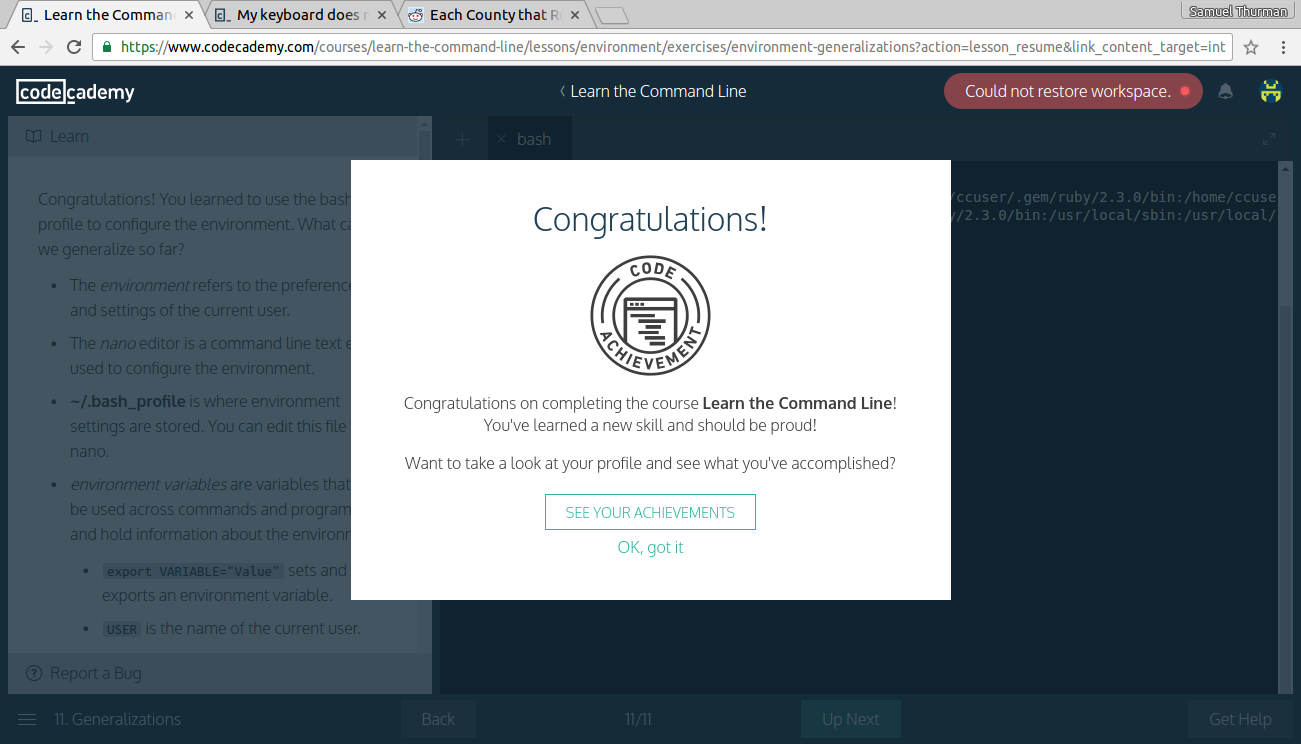 Learn the Comman
My keyboard does n
Each County that Re
Samuel Thurman
https://www.codecademy.com/courses/learn-the-command-line/lessons/environment/exercises/environment-generalizations?action=lesson_resume&link_content_target=int
codecademy
Learn the Command Line
Could not restore workspace.
Learn
bash
Congratulations! You learned to use the bash
profile to configure the environment. What ca
we generalize so far?
The environment refers to the preference
and settings of the current user.
The nano editor is a command line text e
used to configure the environment.
~/.bash_profile is where environment
settings are stored. You can edit this file
nano.
environment variables are variables that
be used across commands and program
and hold information about the environm
export VARIABLE="Value" sets and
exports an environment variable.
USER is the name of the current user.
Report a Bug
/ccuser/.gem/ruby/2.3.0/bin:/home/ccuse
/2.3.0/bin:/usr/local/sbin:/usr/local/
Congratulations!
CODE
ACHIEVEMENT
Congratulations on completing the course Learn the Command Line!
You've learned a new skill and should be proud!
Want to take a look at your profile and see what you've accomplished?
SEE YOUR ACHIEVEMENTS
OK, got it
11. Generalizations
Back
11/11
Up Next
Get Help